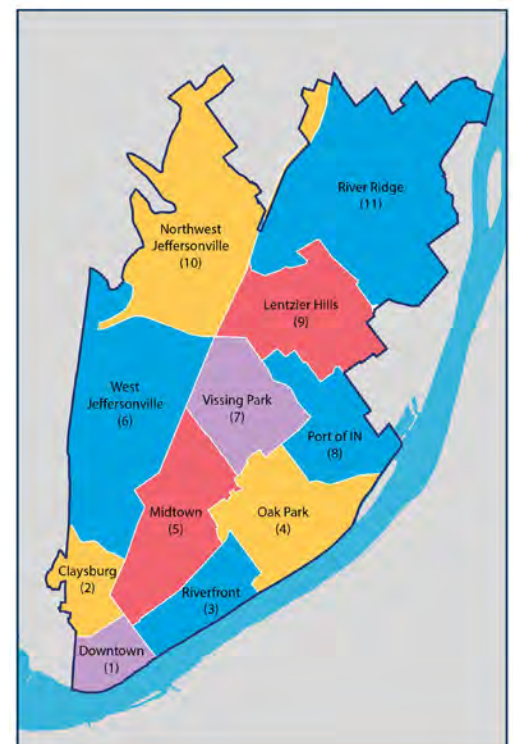 River Ridge
(11)
Northwest
Jeffersonville
(10)
Lentzier Hills
(9)
West
Jeffersonville
(6)
Vissing Park
(7)
Port of IN
(8)
Midtown
(5)
Oak Park
(4)
Claysburg
(2)
Riverfront
(3)
Downtown
(1)